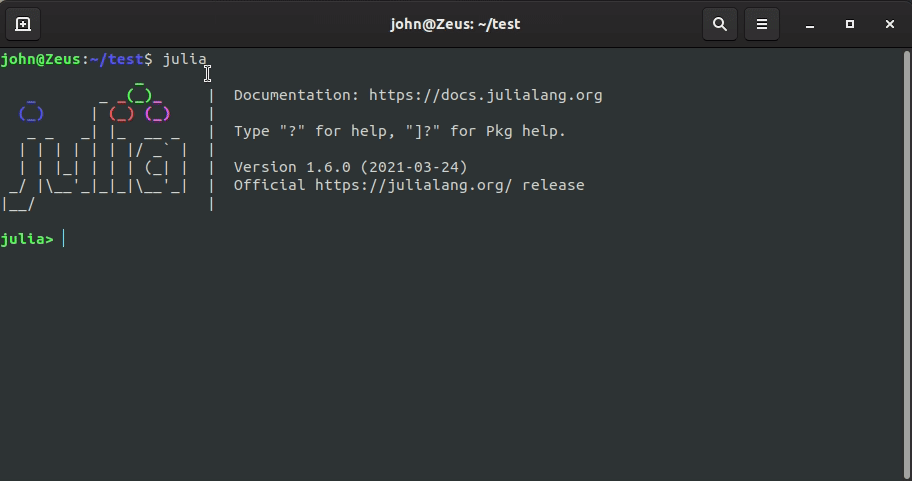 john@Zeus: ~/test
john@Zeus:~/test$ julia
               _
   _       _ _(_)_     |  Documentation: https://docs.julialang.org
  (_)     | (_) (_)    |
   _ _   _| |_  __ _   |  Type "?" for help, "]?" for Pkg help.
  | | | | | | |/ _` |  |
  | | |_| | | | (_| |  |  Version 1.6.0 (2021-03-24)
 _/ |\__'_|_|_|\__'_|  |  Official https://julialang.org/ release
|__/                   |
julia>